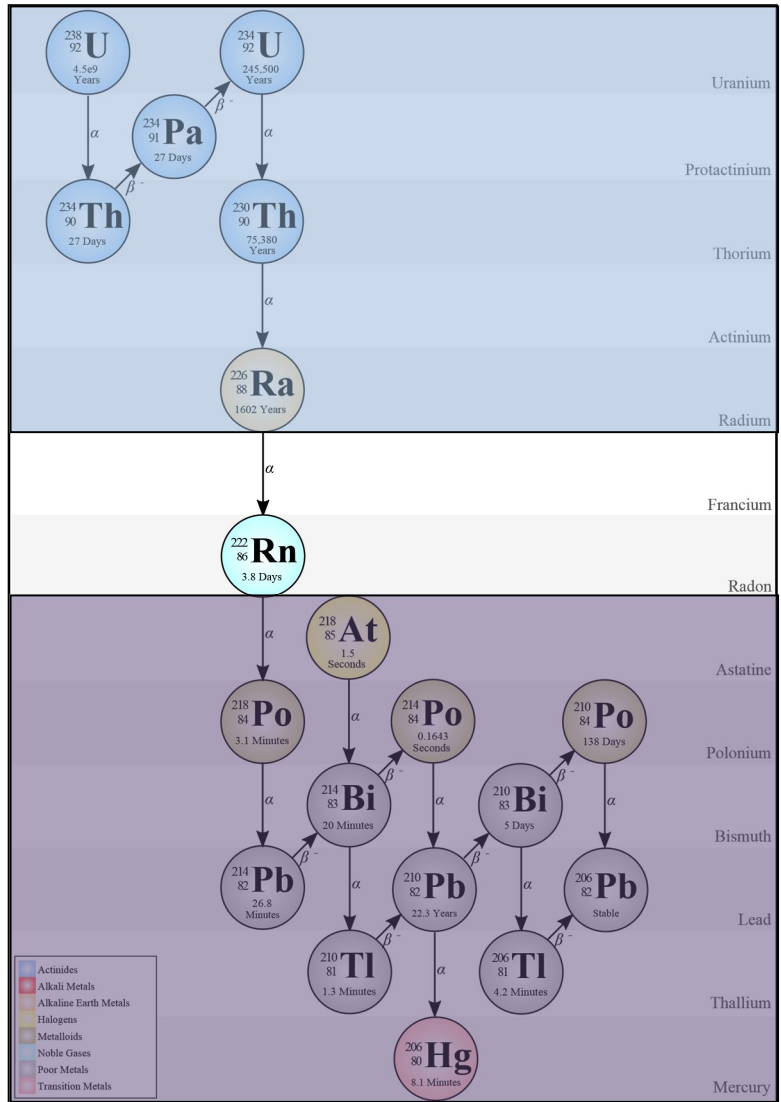 238
92 U
4.5e9
Years
234
92 U
245,500
Years
Uranium
α
β -
α
234
91 Pa
27 Days
Protactinium
β -
234
90 Th
27 Days
230
90 Th
75,380
Years
Thorium
α
Actinium
226
88 Ra
1602 Years
Radium
α
Francium
222
86 Rn
3.8 Days
Radon
α
218
85 At
1.5
Seconds
Astatine
218
84 Po
3.1 Minutes
α
214
84 Po
0.1643
Seconds
210
84 Po
138 Days
Polonium
α
214
83 Bi
20 Minutes
β -
α
210
83 Bi
5 Days
β -
α
Bismuth
214
82 Pb
26.8
Minutes
β -
α
210
82 Pb
22.3 Years
β -
α
206
82 Pb
Stable
Lead
210
81 Tl
1.3 Minutes
β -
α
206
81 Tl
4.2 Minutes
β -
Thallium
206
80 Hg
8.1 Minutes
Mercury
Actinides
Alkali Metals
Alkaline Earth Metals
Halogens
Metalloids
Noble Gases
Poor Metals
Transition Metals